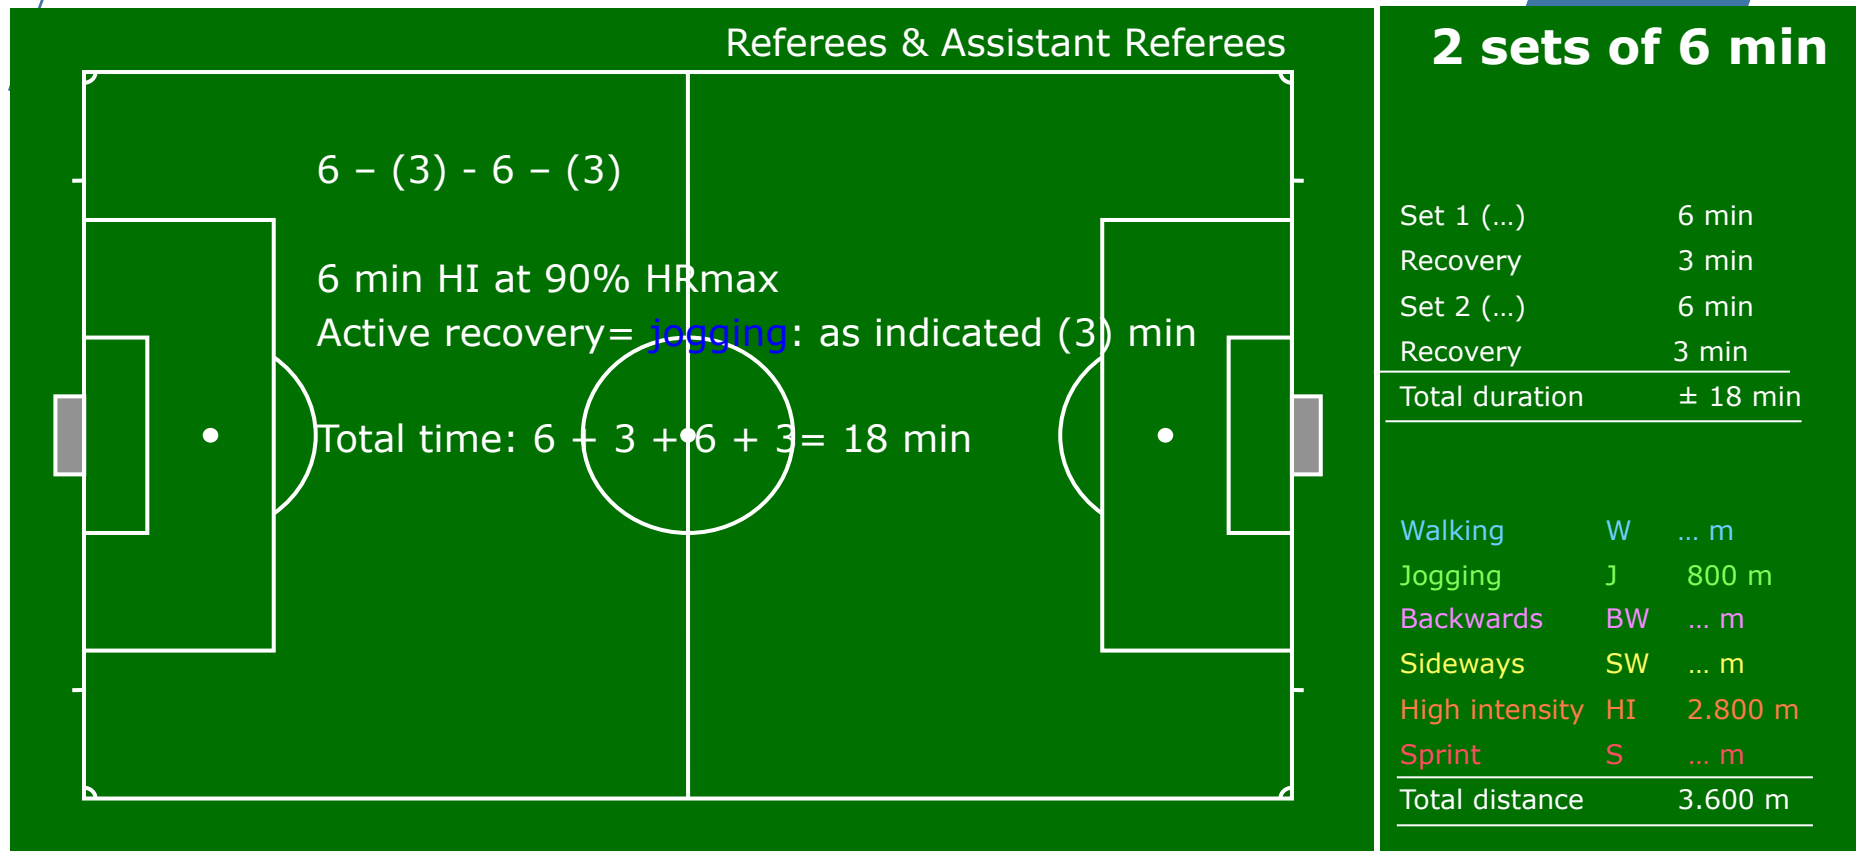 Referees & Assistant Referees
6 – (3) - 6 – (3)
6 min HI at 90% HRmax
Active recovery= jogging: as indicated (3) min
Total time: 6 + 3 + 6 + 3= 18 min
2 sets of 6 min
Set 1 (…) 6 min
Recovery 3 min
Set 2 (…) 6 min
Recovery 3 min
Total duration ± 18 min
Walking W … m
Jogging J 800 m
Backwards BW … m
Sideways SW … m
High intensity HI 2.800 m
Sprint S … m
Total distance 3.600 m